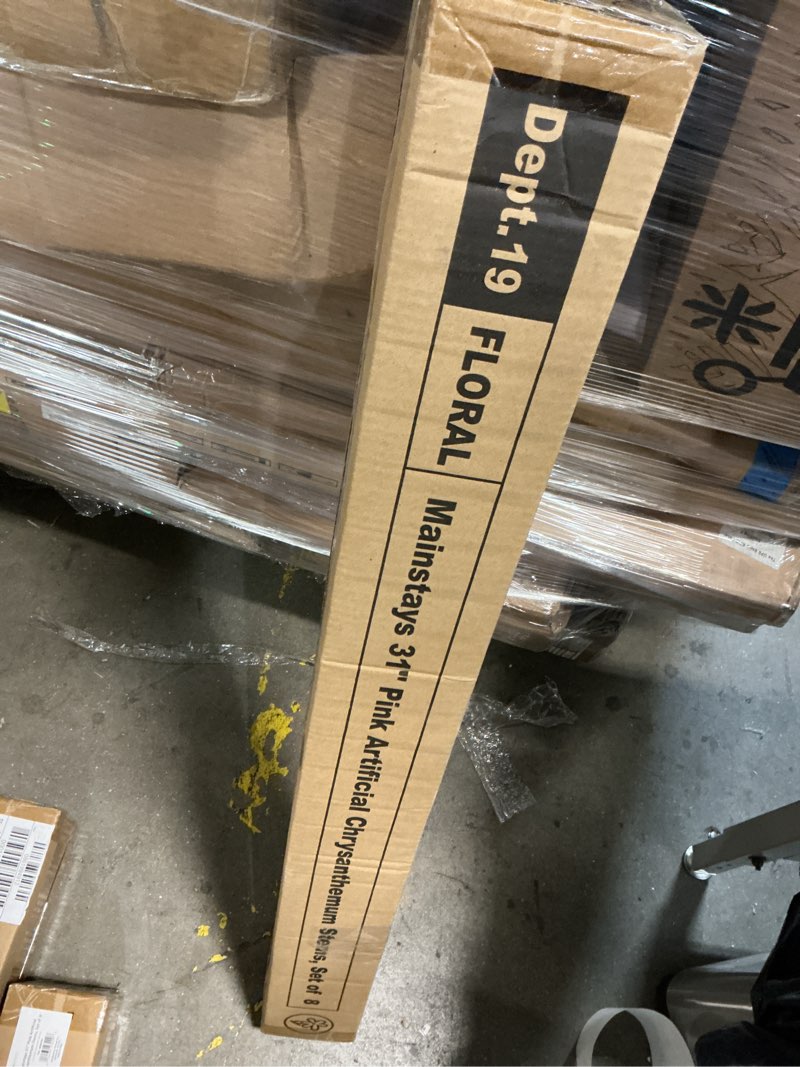 Dept.19 FLORAL Mainstays 31" Pink Artificial Chrysanthemum Stems, Set of 8